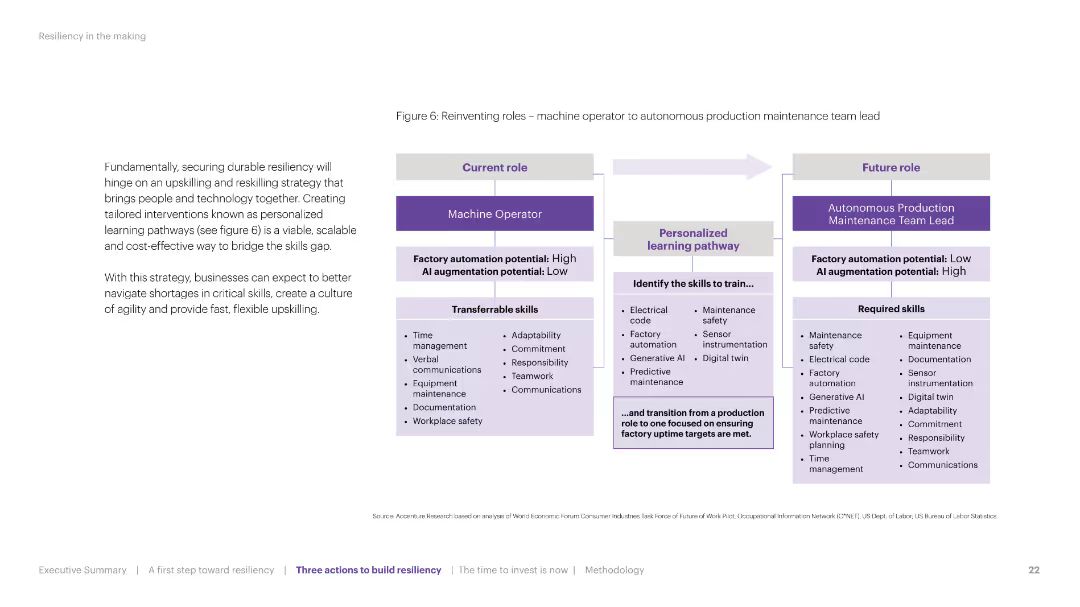 Resiliency in the making
Figure 6: Reinventing roles – machine operator to autonomous production maintenance team lead
Fundamentally, securing durable resiliency will
hinge on an upskilling and reskilling strategy that
brings people and technology together. Creating
tailored interventions known as personalized
learning pathways (see figure 6) is a viable, scalable
and cost-effective way to bridge the skills gap.
With this strategy, businesses can expect to better
navigate shortages in critical skills, create a culture
of agility and provide fast, flexible upskilling.
Current role
Machine Operator
Factory automation potential: High
AI augmentation potential: Low
Transferrable skills
• Time
management
• Verbal
communications
• Equipment
maintenance
• Documentation
• Workplace safety
• Adaptability
• Commitment
• Responsibility
• Teamwork
• Communications
Personalized
learning pathway
Identify the skills to train...
• Electrical
code
• Factory
automation
• Generative AI
• Predictive
maintenance
• Maintenance
safety
• Sensor
instrumentation
• Digital twin
...and transition from a production
role to one focused on ensuring
factory uptime targets are met.
Future role
Autonomous Production
Maintenance Team Lead
Factory automation potential: Low
AI augmentation potential: High
Required skills
• Maintenance
safety
• Electrical code
• Factory
automation
• Generative AI
• Predictive
maintenance
• Workplace safety
planning
• Time
management
• Equipment
maintenance
• Documentation
• Sensor
instrumentation
• Digital twin
• Adaptability
• Commitment
• Responsibility
• Teamwork
• Communications
Source: Accenture Research based on analysis of World Economic Forum Consumer Industries Task Force of Future of Work Pilot; Occupational Information Network (O*NET), US Dept. of Labor; US Bureau of Labor Statistics.
Executive Summary | A first step toward resiliency | Three actions to build resiliency | The time to invest is now | Methodology
22